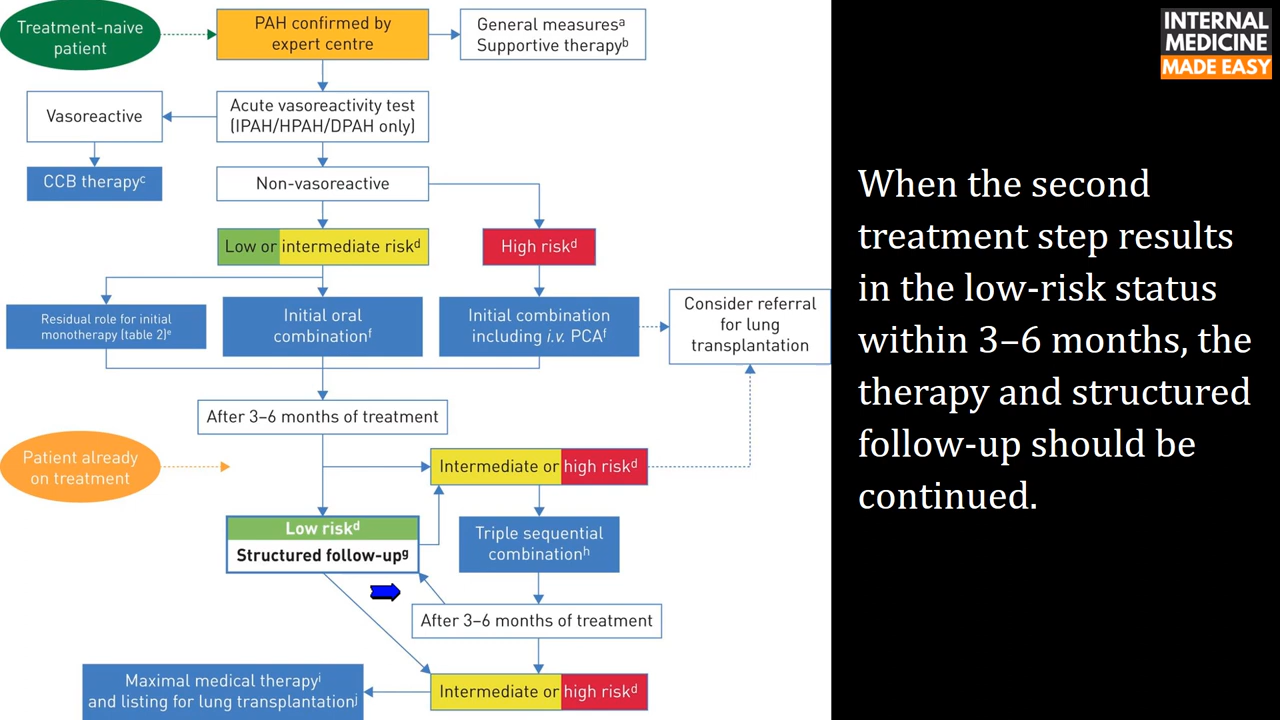 Treatment-naive
patient
PAH confirmed by
expert centre
General measuresᵃ
Supportive therapyᵇ
INTERNAL
MEDICINE
MADE EASY
Vasoreactive
Acute vasoreactivity test
(IPAH/HPAH/DPAH only)
CCB therapyᶜ
Non-vasoreactive
Low or intermediate riskᵈ
High riskᵈ
Residual role for initial
monotherapy (table 2)ᵉ
Initial oral
combinationᶠ
Initial combination
including i.v. PCAᶠ
Consider referral
for lung
transplantation
After 3–6 months of treatment
Patient already
on treatment
Intermediate or high riskᵈ
Low riskᵈ
Structured follow-upᵍ
Triple sequential
combinationʰ
After 3–6 months of treatment
Maximal medical therapyⁱ
and listing for lung transplantationʲ
Intermediate or high riskᵈ
When the second
treatment step results
in the low-risk status
within 3–6 months, the
therapy and structured
follow-up should be
continued.